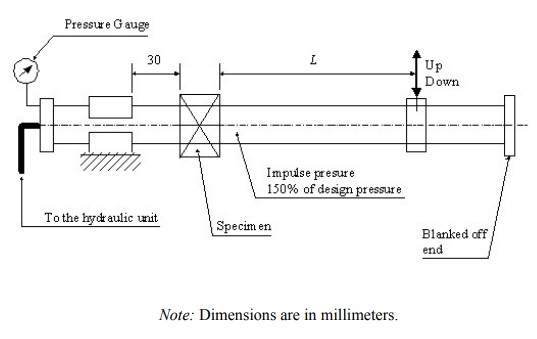 Pressure Gauge
30
L
Up
Down
Impulse presure
150% of design pressure
To the hydraulic unit
Specimen
Blanked off
end
Note: Dimensions are in millimeters.